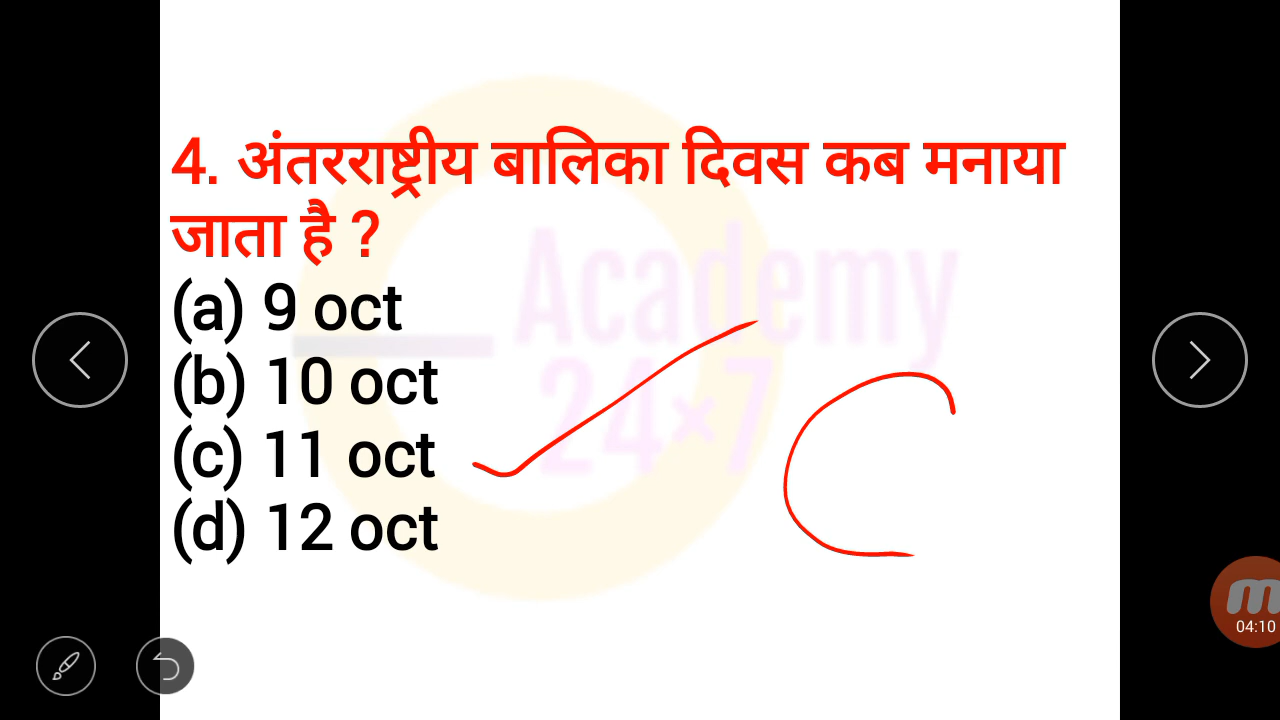 4. अंतरराष्ट्रीय बालिका दिवस कब मनाया
जाता है ?
(a) 9 oct
(b) 10 oct
(c) 11 oct
(d) 12 oct
Academy
24×7
C
04:10